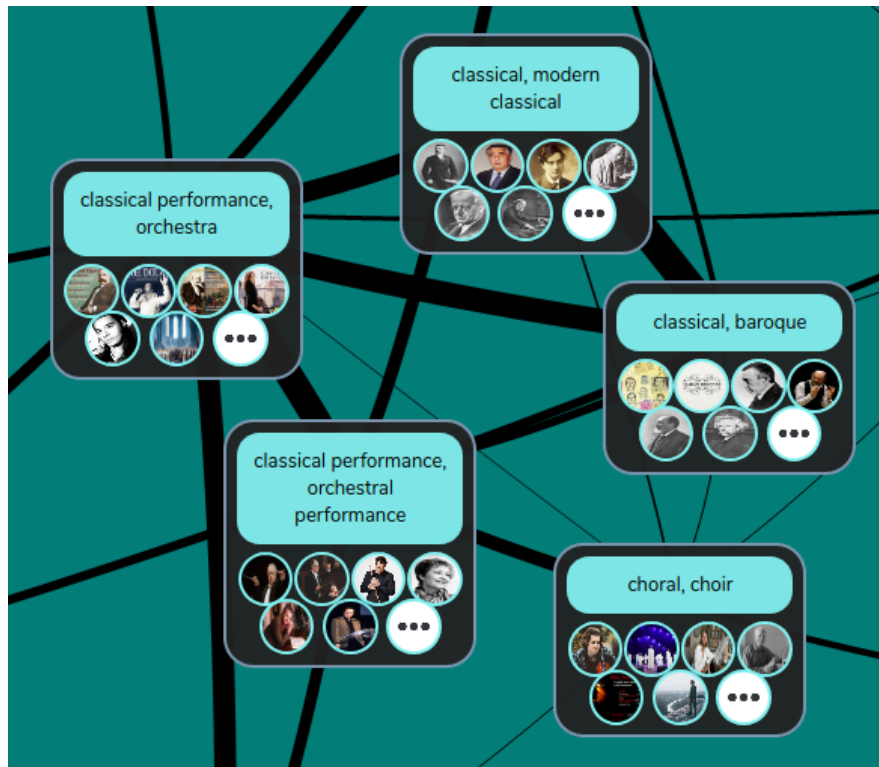 classical, modern
classical
classical performance,
orchestra
classical, baroque
classical performance,
orchestral
performance
choral, choir